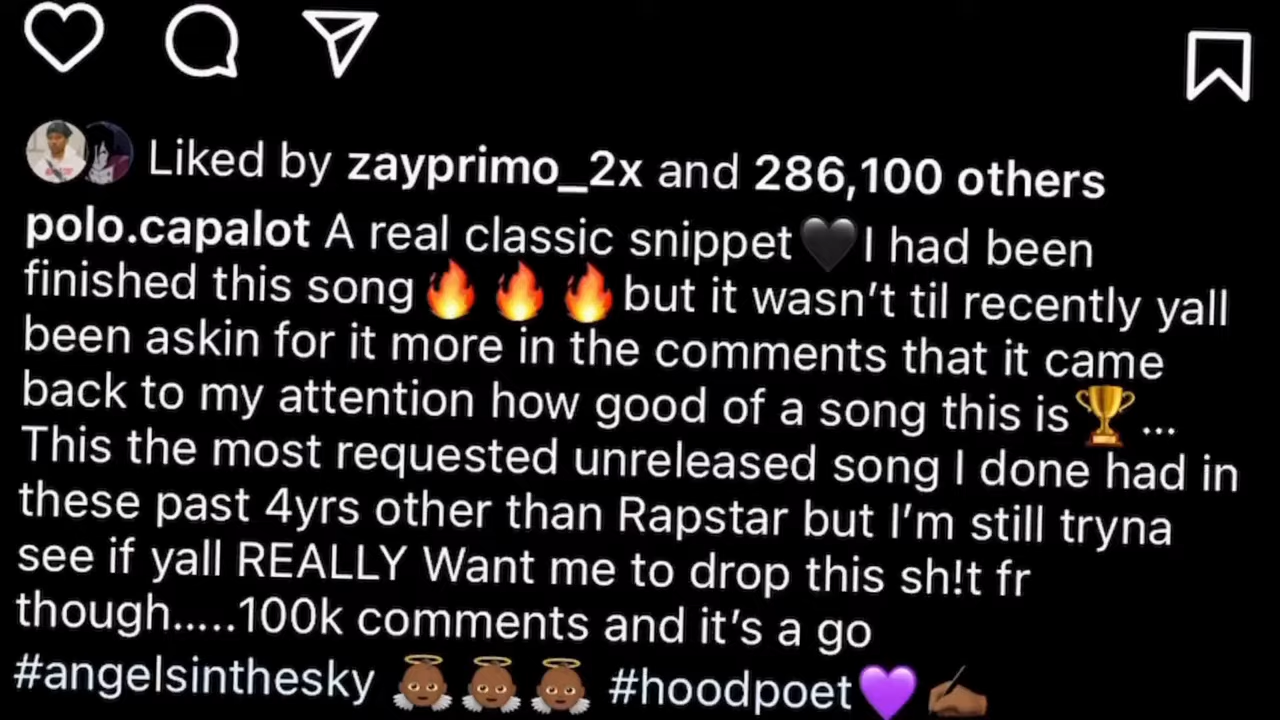 Liked by zayprimo_2x and 286,100 others
polo.capalot A real classic snippet🖤I had been
finished this song🔥🔥🔥but it wasn’t til recently yall
been askin for it more in the comments that it came
back to my attention how good of a song this is🏆...
This the most requested unreleased song I done had in
these past 4yrs other than Rapstar but I’m still tryna
see if yall REALLY Want me to drop this sh!t fr
though.....100k comments and it’s a go
#angelsinthesky 👼🏾👼🏾👼🏾 #hoodpoet💜✍🏾